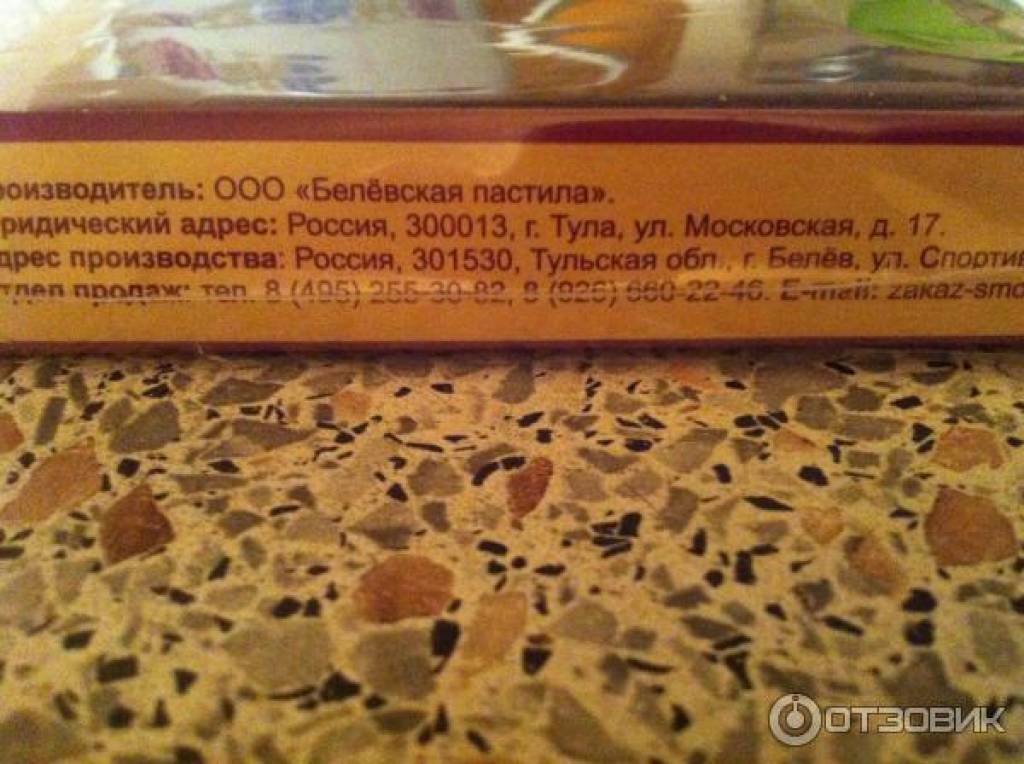 роизводитель: ООО «Белёвская пастила».
ридический адрес: Россия, 300013, г. Тула, ул. Московская, д. 17.
дрес производства: Россия, 301530, Тульская обл., г. Белёв, ул. Спортив
тдел продаж: тел. 8 (495) 255-30-82, 8 (926) 660-22-46. E-mail: zakaz-smo
ОТЗОВИК